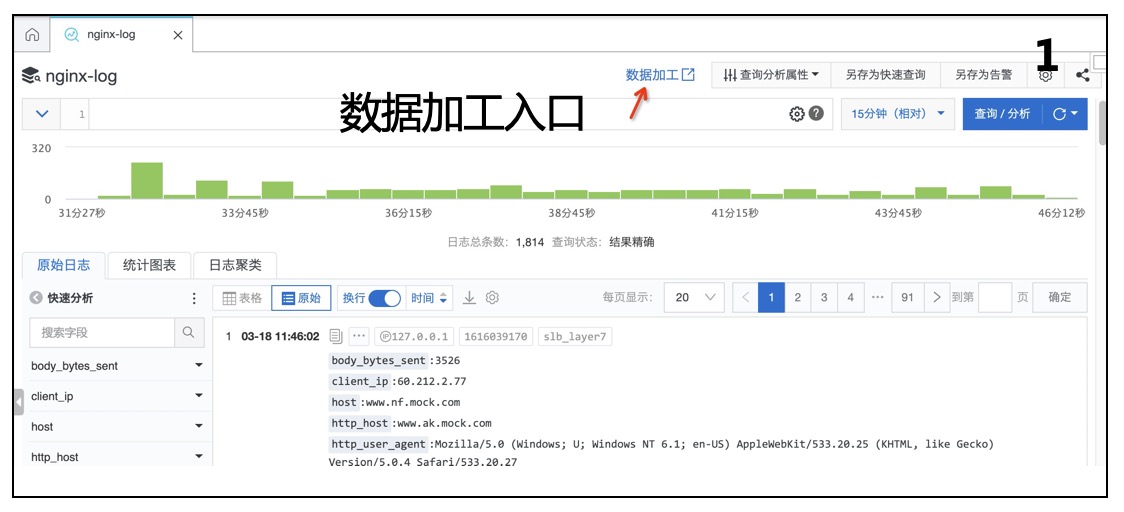 nginx-log
1
nginx-log 数据加工 查询分析属性 另存为快速查询 另存为告警
1 数据加工入口 15分钟（相对） 查询 / 分析
320
0
31分27秒 33分45秒 36分15秒 38分45秒 41分15秒 43分45秒 46分12秒
日志总条数：1,814 查询状态：结果精确
原始日志 统计图表 日志聚类
快速分析 表格 原始 换行 时间 每页显示： 20 1 2 3 4 ··· 91 到第 页 确定
搜索字段 1 03-18 11:46:02 ··· IP 127.0.0.1 1616039170 slb_layer7
body_bytes_sent :3526
body_bytes_sent
client_ip :60.212.2.77
client_ip
host :www.nf.mock.com
host
http_host :www.ak.mock.com
http_user_agent :Mozilla/5.0 (Windows; U; Windows NT 6.1; en-US) AppleWebKit/533.20.25 (KHTML, like Gecko)
http_host
Version/5.0.4 Safari/533.20.27